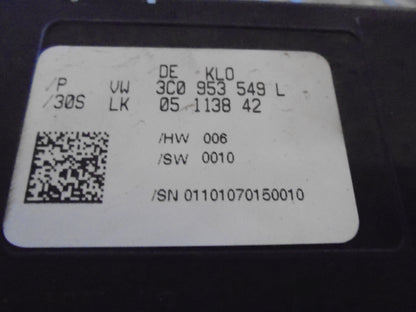 DE KLO
/P VW 3C0 953 549 L
/30S LK 05 1138 42
/HW 006
/SW 0010
/SN 01101070150010